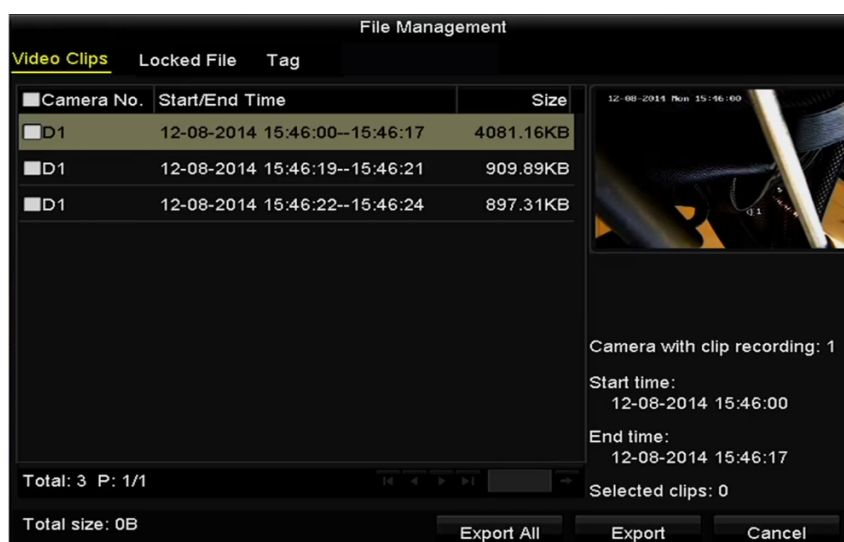 File Management
Video Clips Locked File Tag
Camera No. Start/End Time Size
D1 12-08-2014 15:46:00--15:46:17 4081.16KB
D1 12-08-2014 15:46:19--15:46:21 909.89KB
D1 12-08-2014 15:46:22--15:46:24 897.31KB
Total: 3 P: 1/1
Total size: 0B
12-08-2014 Mon 15:46:00
Camera with clip recording: 1
Start time:
12-08-2014 15:46:00
End time:
12-08-2014 15:46:17
Selected clips: 0
Export All Export Cancel